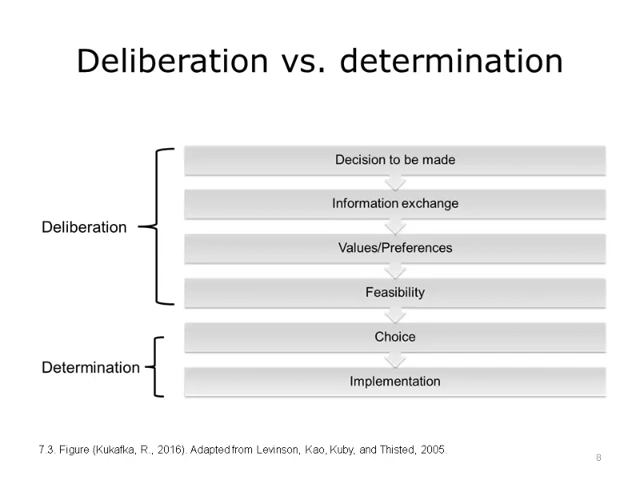 Deliberation vs. determination
Decision to be made
Information exchange
Deliberation
Values/Preferences
Feasibility
Choice
Determination
Implementation
7.3. Figure (Kukafka, R., 2016). Adapted from Levinson, Kao, Kuby, and Thisted, 2005.
8